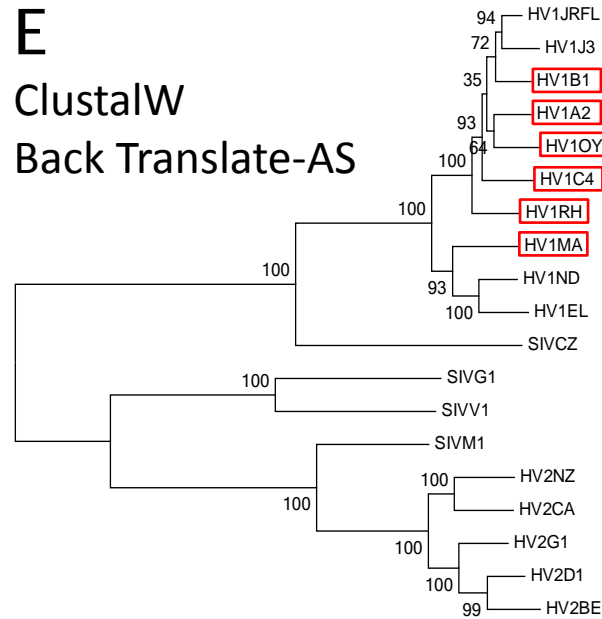 E
ClustalW
Back Translate-AS
94
HV1JRFL
72
HV1J3
35
HV1B1
93
HV1A2
64
HV1OY
100
HV1C4
100
HV1RH
100
HV1MA
93
HV1ND
100
HV1EL
SIVCZ
100
SIVG1
SIVV1
SIVM1
100
HV2NZ
100
HV2CA
100
HV2G1
100
HV2D1
99
HV2BE